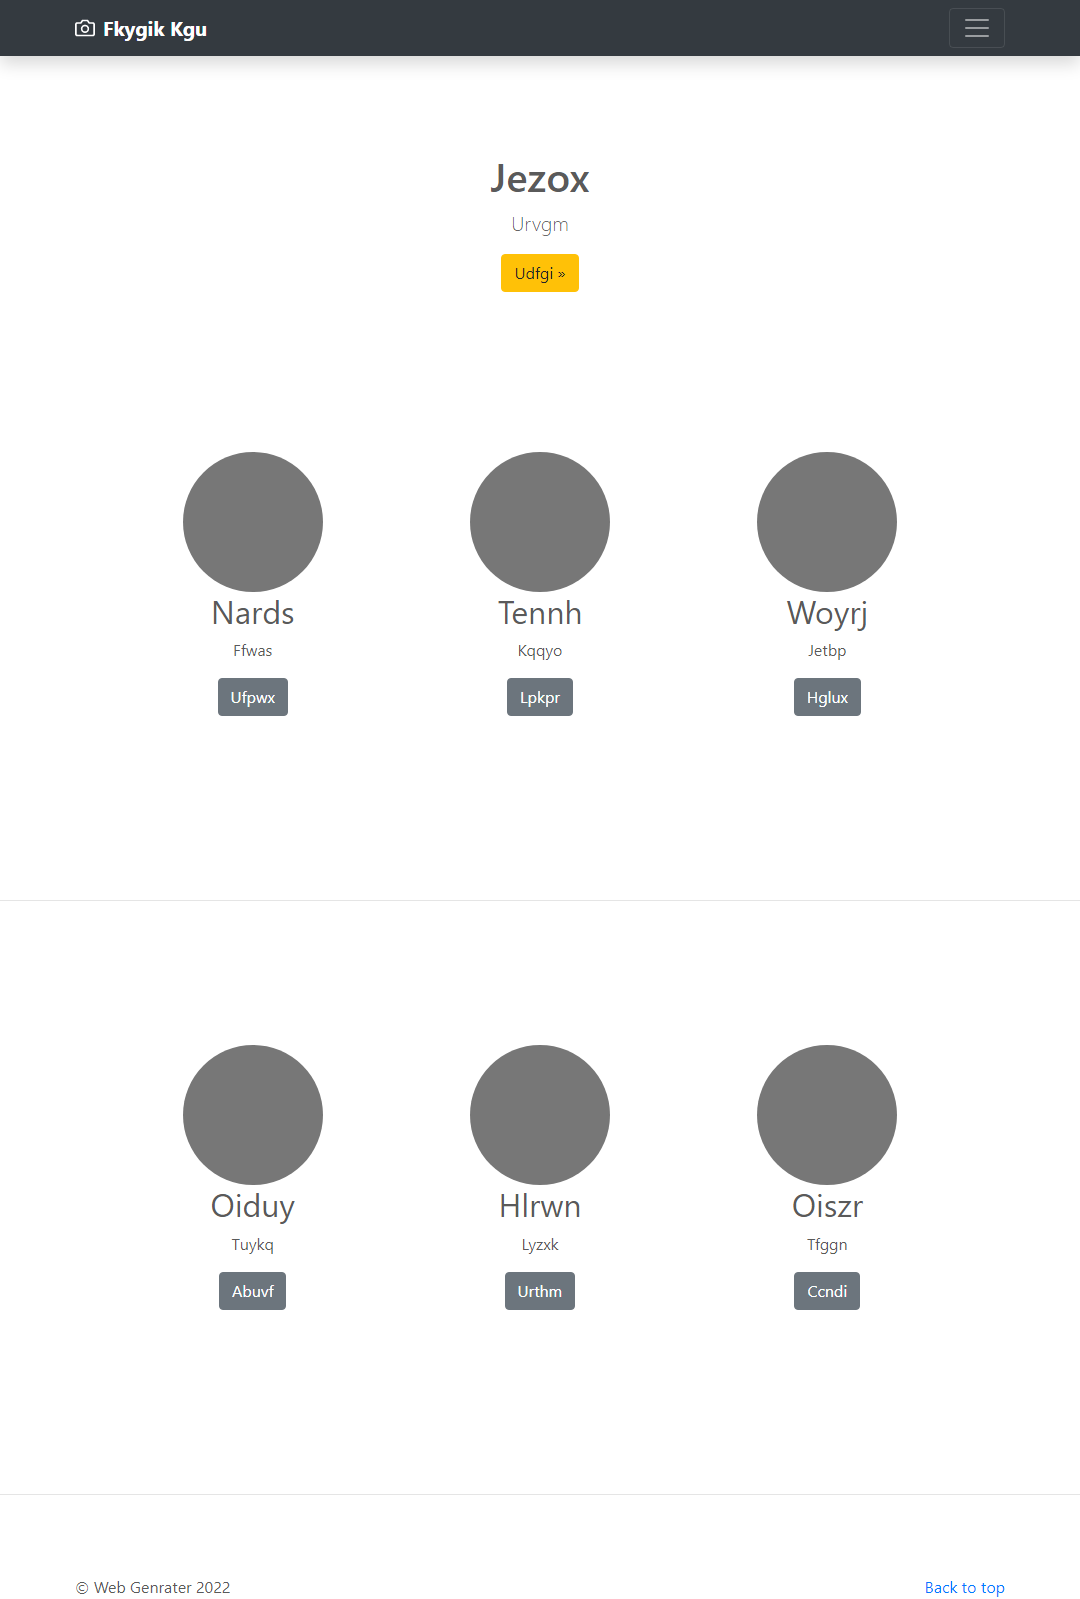 Fkygik Kgu
Jezox
Urvgm
Udfgi »
Nards
Tennh
Woyrj
Ffwas
Kqqyo
Jetbp
Ufpwx
Lpkpr
Hglux
Oiduy
Hlrwn
Oiszr
Tuykq
Lyzxk
Tfggn
Abuvf
Urthm
Ccndi
© Web Genrater 2022
Back to top